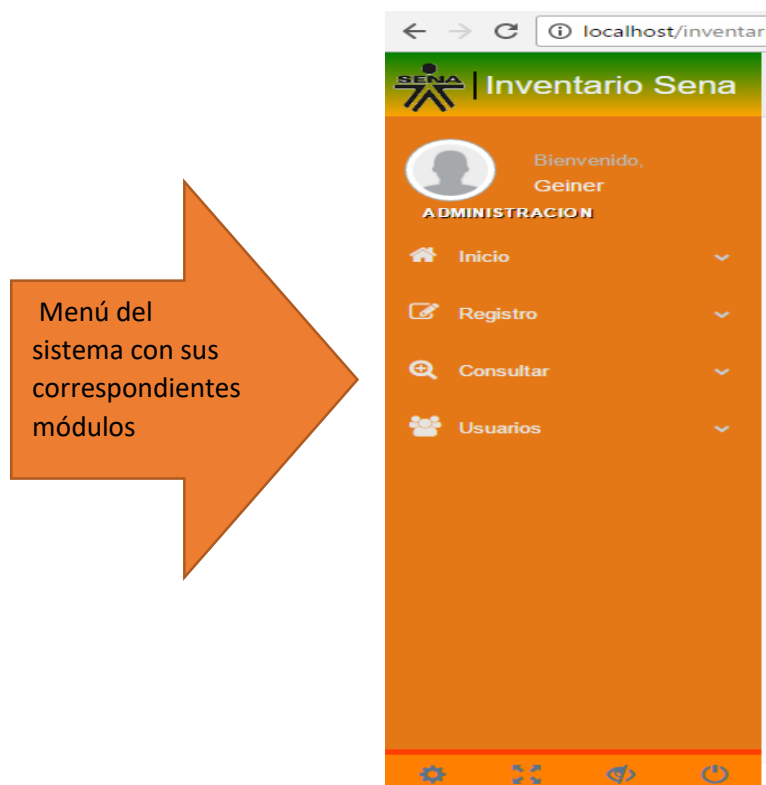 localhost/inventar
SENA
Inventario Sena
Bienvenido,
Geiner
ADMINISTRACION
Inicio
Registro
Consultar
Usuarios
Menú del
sistema con sus
correspondientes
módulos